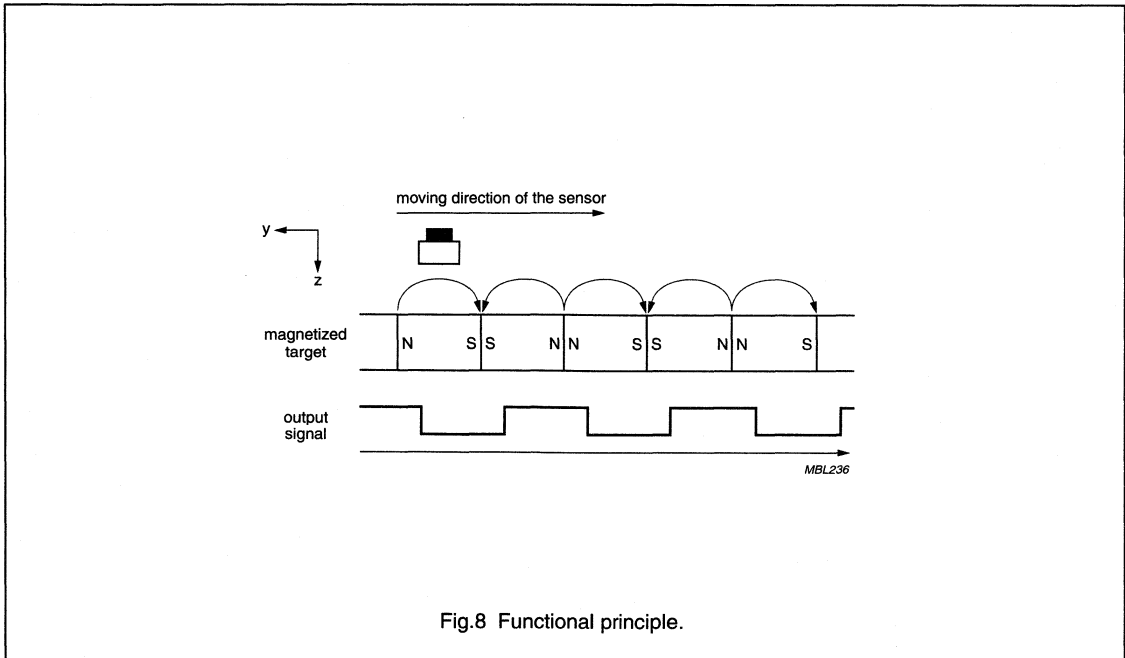 moving direction of the sensor
y
z
magnetized
target
N S S N N S S N N S
output
signal
MBL236
Fig.8 Functional principle.